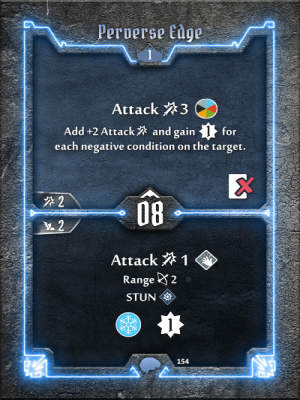 Perverse Edge
1
Attack 3
Add +2 Attack and gain 1 for
each negative condition on the target.
2
08
2
Attack 1
Range 2
STUN
1
154